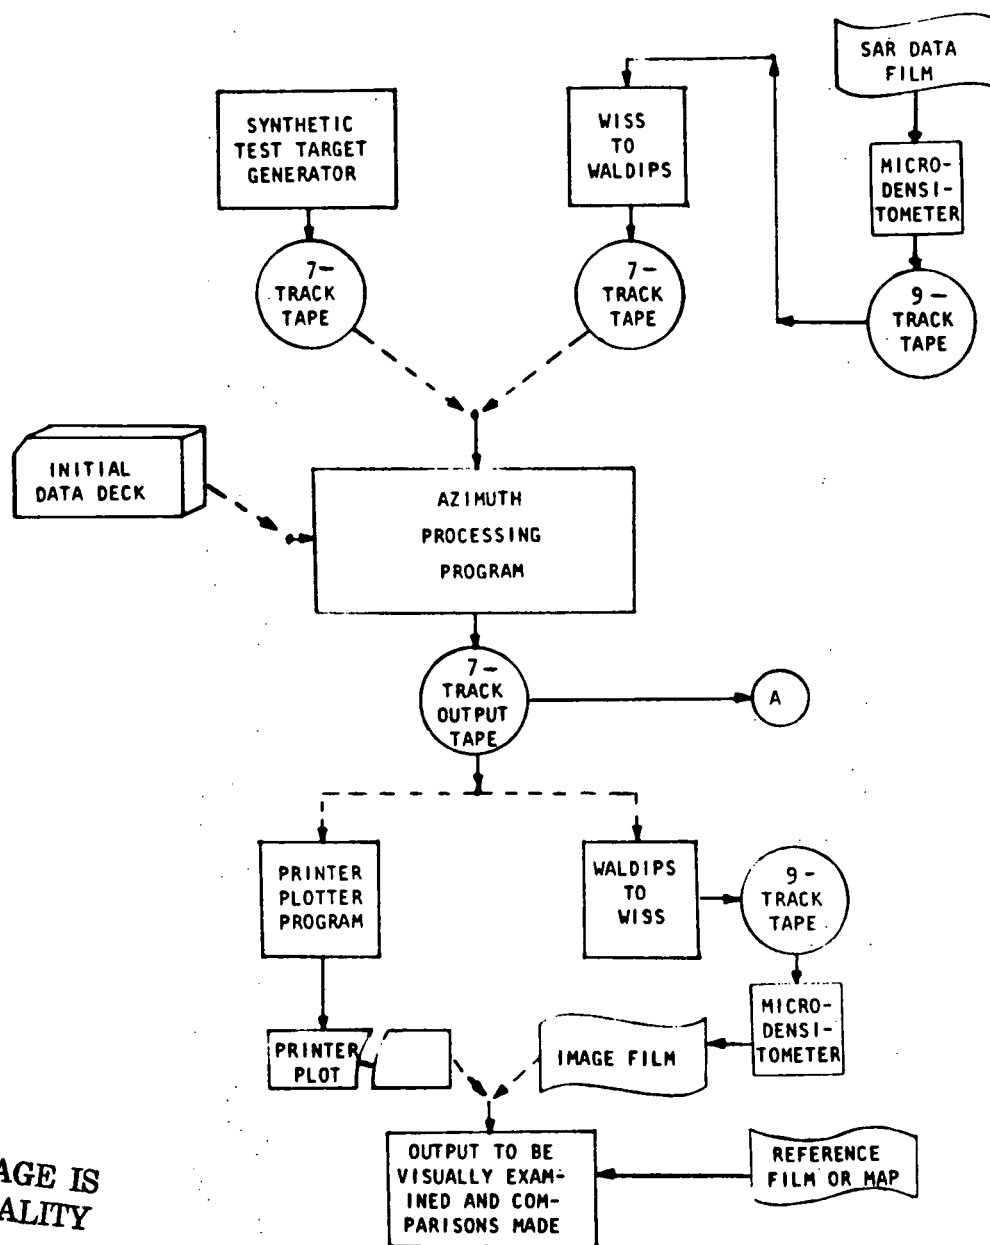 SAR DATA
FILM
SYNTHETIC
TEST TARGET
GENERATOR
WISS
TO
WALDIPS
MICRO-
DENSI-
TOMETER
7-
TRACK
TAPE
7-
TRACK
TAPE
9-
TRACK
TAPE
INITIAL
DATA DECK
AZIMUTH
PROCESSING
PROGRAM
7-
TRACK
OUTPUT
TAPE
A
PRINTER
PLOTTER
PROGRAM
WALDIPS
TO
WISS
9-
TRACK
TAPE
MICRO-
DENSI-
TOMETER
PRINTER
PLOT
IMAGE FILM
OUTPUT TO BE
VISUALLY EXAM-
INED AND COM-
PARISONS MADE
REFERENCE
FILM OR MAP
AGE IS
ALITY